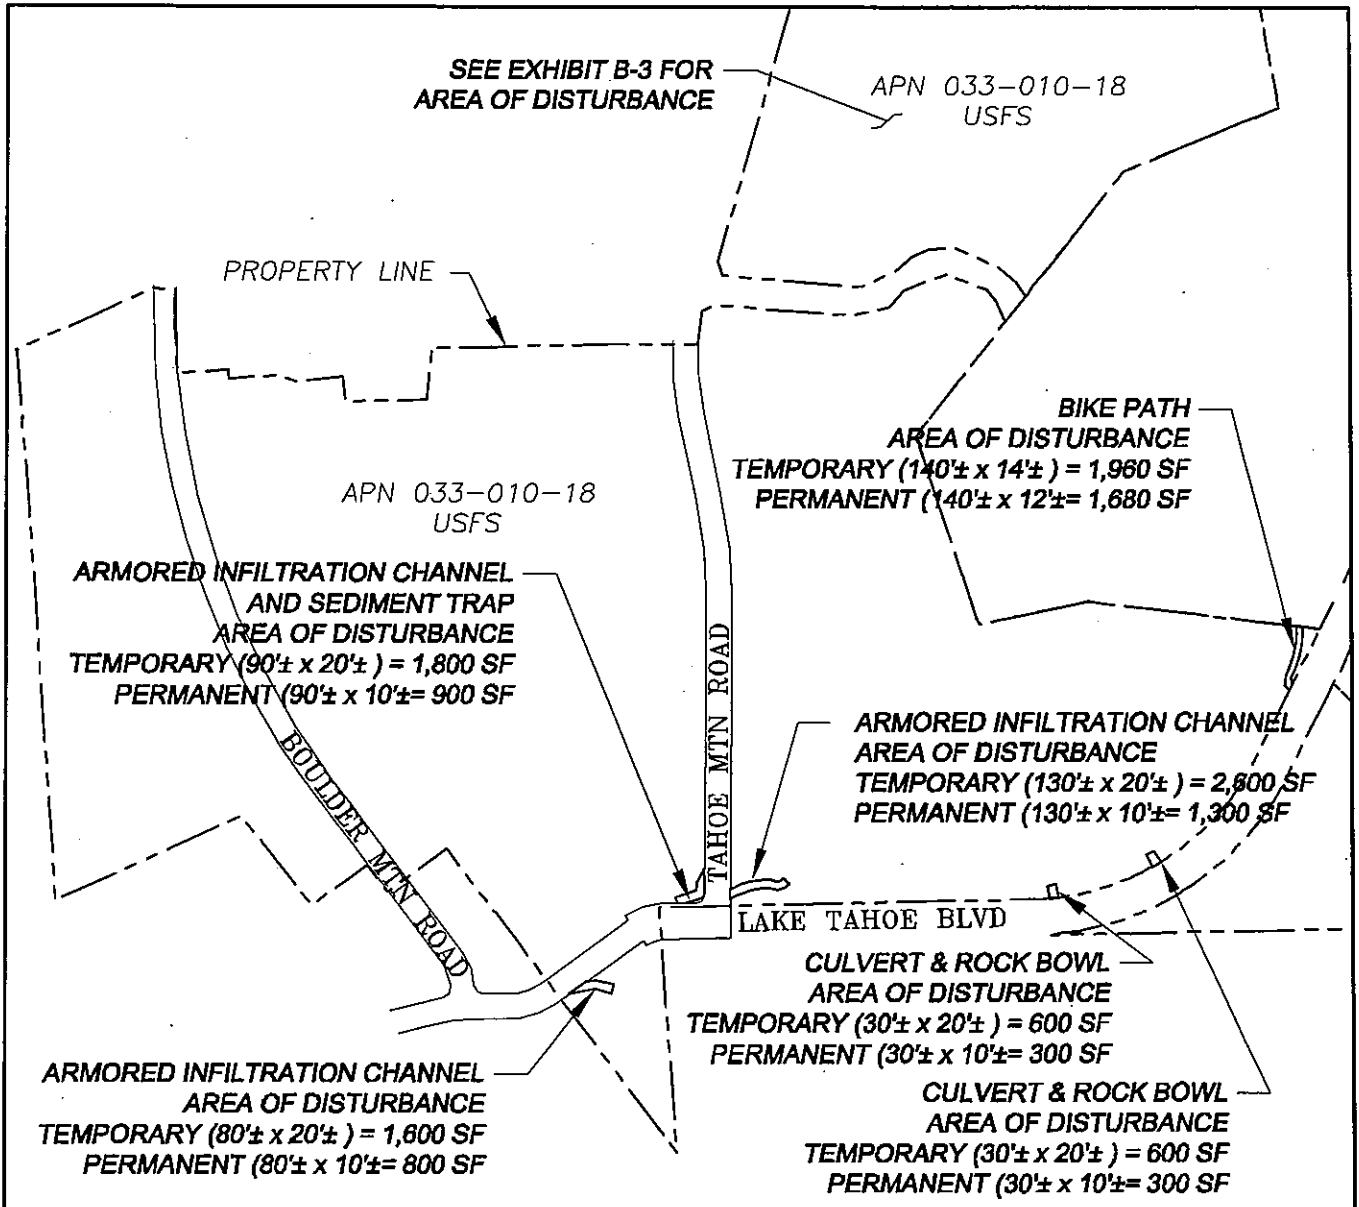 SEE EXHIBIT B-3 FOR
AREA OF DISTURBANCE
APN 033-010-18
USFS
PROPERTY LINE
BIKE PATH
AREA OF DISTURBANCE
TEMPORARY (140'± x 14'± ) = 1,960 SF
PERMANENT (140'± x 12'±= 1,680 SF
APN 033-010-18
USFS
ARMORED INFILTRATION CHANNEL
AND SEDIMENT TRAP
AREA OF DISTURBANCE
TEMPORARY (90'± x 20'± ) = 1,800 SF
PERMANENT (90'± x 10'±= 900 SF
TAHOE MTN ROAD
BOULDER MTN ROAD
ARMORED INFILTRATION CHANNEL
AREA OF DISTURBANCE
TEMPORARY (130'± x 20'± ) = 2,600 SF
PERMANENT (130'± x 10'±= 1,300 SF
LAKE TAHOE BLVD
CULVERT & ROCK BOWL
AREA OF DISTURBANCE
TEMPORARY (30'± x 20'± ) = 600 SF
PERMANENT (30'± x 10'±= 300 SF
ARMORED INFILTRATION CHANNEL
AREA OF DISTURBANCE
TEMPORARY (80'± x 20'± ) = 1,600 SF
PERMANENT (80'± x 10'±= 800 SF
CULVERT & ROCK BOWL
AREA OF DISTURBANCE
TEMPORARY (30'± x 20'± ) = 600 SF
PERMANENT (30'± x 10'±= 300 SF